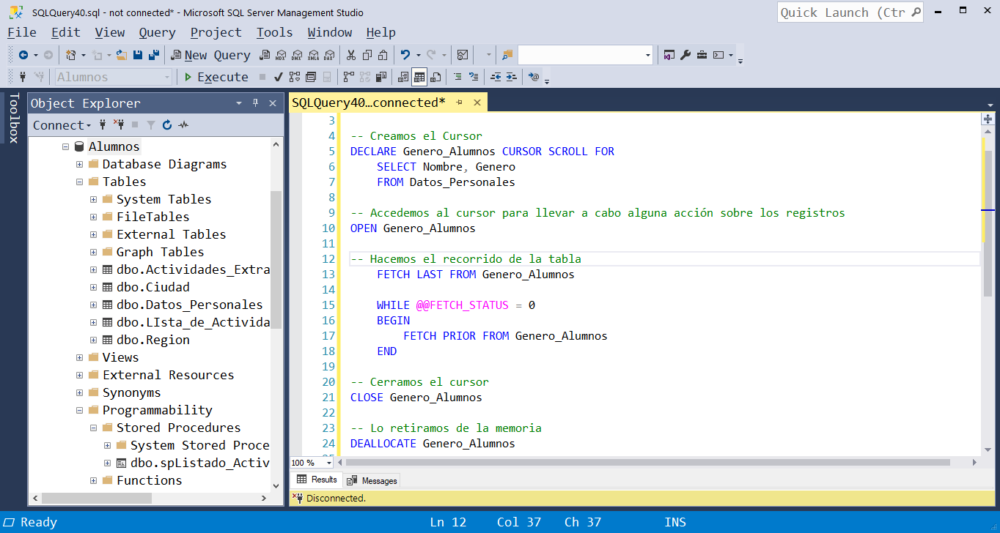 SQLQuery40.sql - not connected* - Microsoft SQL Server Management Studio
Quick Launch (Ctr
File Edit View Query Project Tools Window Help
New Query MDX DMX XMLA DAX
Alumnos Execute
Toolbox
Object Explorer
SQLQuery40…connected*
Connect
Alumnos
Database Diagrams
Tables
System Tables
FileTables
External Tables
Graph Tables
dbo.Actividades_Extra
dbo.Ciudad
dbo.Datos_Personales
dbo.LIsta_de_Activida
dbo.Region
Views
External Resources
Synonyms
Programmability
Stored Procedures
System Stored Proce
dbo.spListado_Activ
Functions
3
4 -- Creamos el Cursor
5 DECLARE Genero_Alumnos CURSOR SCROLL FOR
6 SELECT Nombre, Genero
7 FROM Datos_Personales
8
9 -- Accedemos al cursor para llevar a cabo alguna acción sobre los registros
10 OPEN Genero_Alumnos
11
12 -- Hacemos el recorrido de la tabla
13 FETCH LAST FROM Genero_Alumnos
14
15 WHILE @@FETCH_STATUS = 0
16 BEGIN
17 FETCH PRIOR FROM Genero_Alumnos
18 END
19
20 -- Cerramos el cursor
21 CLOSE Genero_Alumnos
22
23 -- Lo retiramos de la memoria
24 DEALLOCATE Genero_Alumnos
100 %
Results Messages
Disconnected.
Ready Ln 12 Col 37 Ch 37 INS